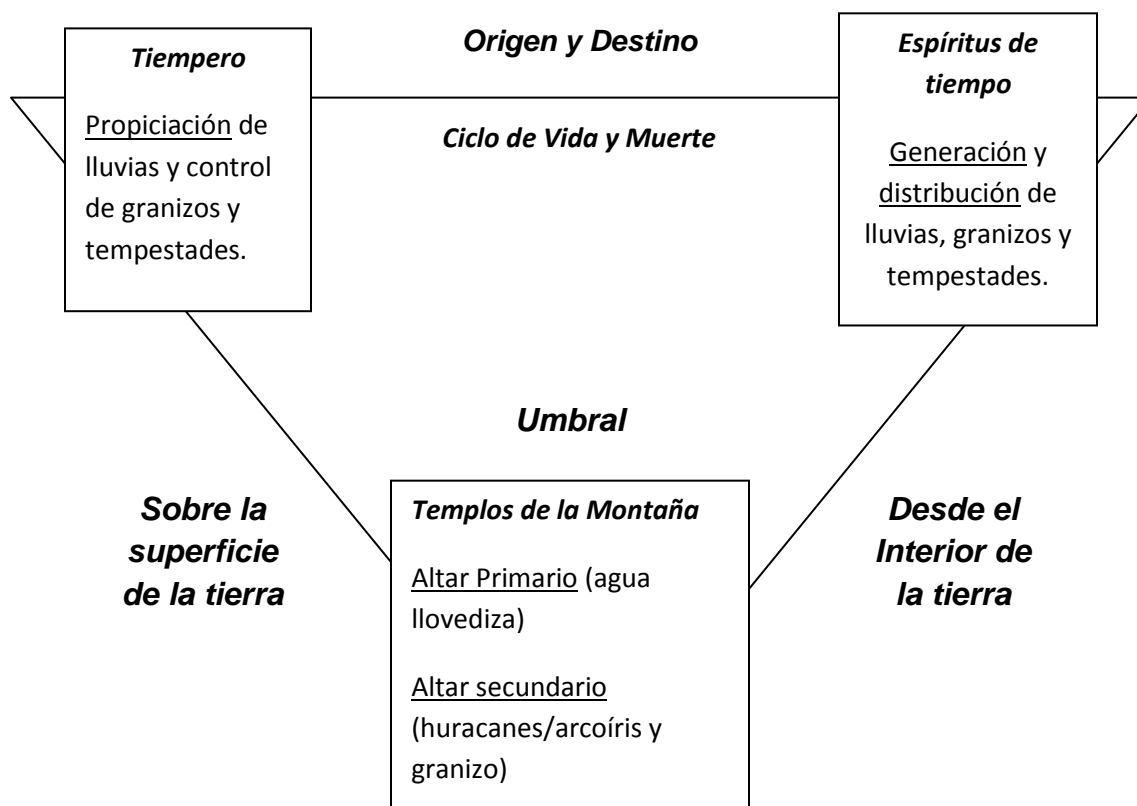 Tiempero
Propiciación de
lluvias y control
de granizos y
tempestades.
Origen y Destino
Ciclo de Vida y Muerte
Espíritus de
tiempo
Generación y
distribución de
lluvias, granizos y
tempestades.
Umbral
Sobre la
superficie
de la tierra
Templos de la Montaña
Altar Primario (agua
llovediza)
Altar secundario
(huracanes/arcoíris y
granizo)
Desde el
Interior de
la tierra